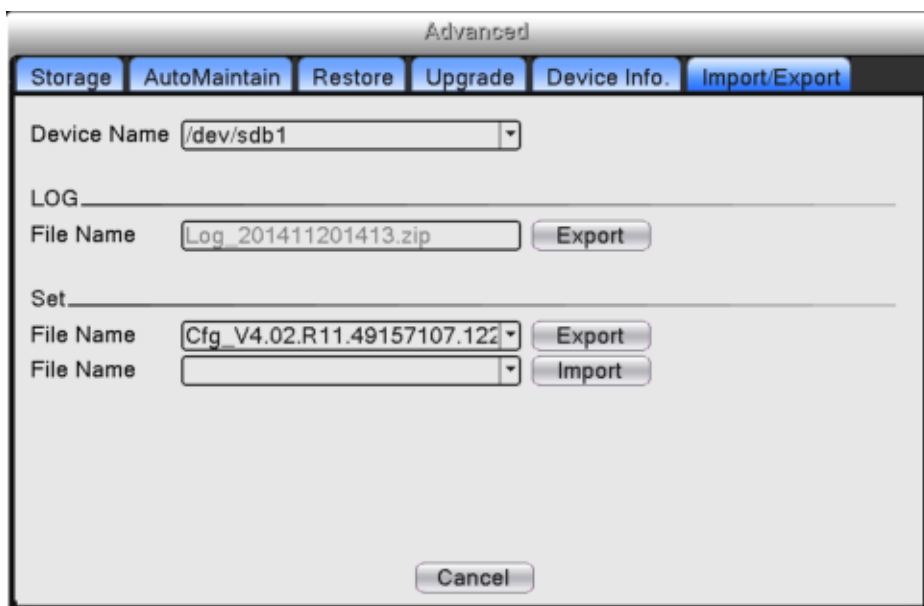 Advanced
Storage AutoMaintain Restore Upgrade Device Info. Import/Export
Device Name /dev/sdb1
LOG
File Name Log_201411201413.zip Export
Set
File Name Cfg_V4.02.R11.49157107.122 Export
File Name Import
Cancel